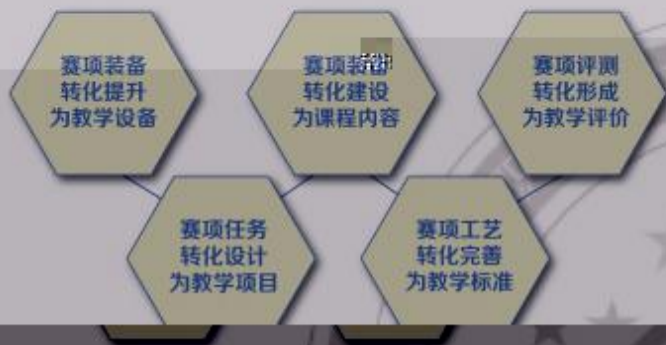 赛项装备
转化提升
为教学设备
赛项
转化建设
为课程内容
赛项评测
转化形成
为教学评价
赛项任务
转化设计
为教学项目
赛项工艺
转化完善
为教学标准